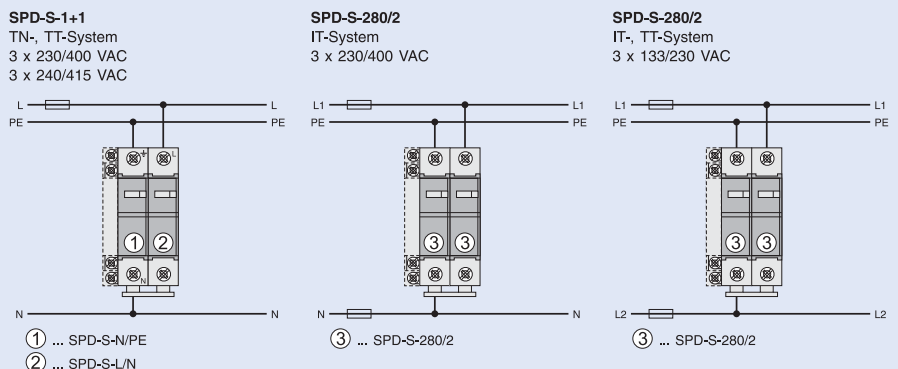 SPD-S-1+1
TN-, TT-System
3 x 230/400 VAC
3 x 240/415 VAC
L L
PE PE
L
1 2
N
N N
1 ... SPD-S-N/PE
2 ... SPD-S-L/N
SPD-S-280/2
IT-System
3 x 230/400 VAC
L1 L1
PE PE
3 3
N N
3 ... SPD-S-280/2
SPD-S-280/2
IT-, TT-System
3 x 133/230 VAC
L1 L1
PE PE
3 3
L2 L2
3 ... SPD-S-280/2